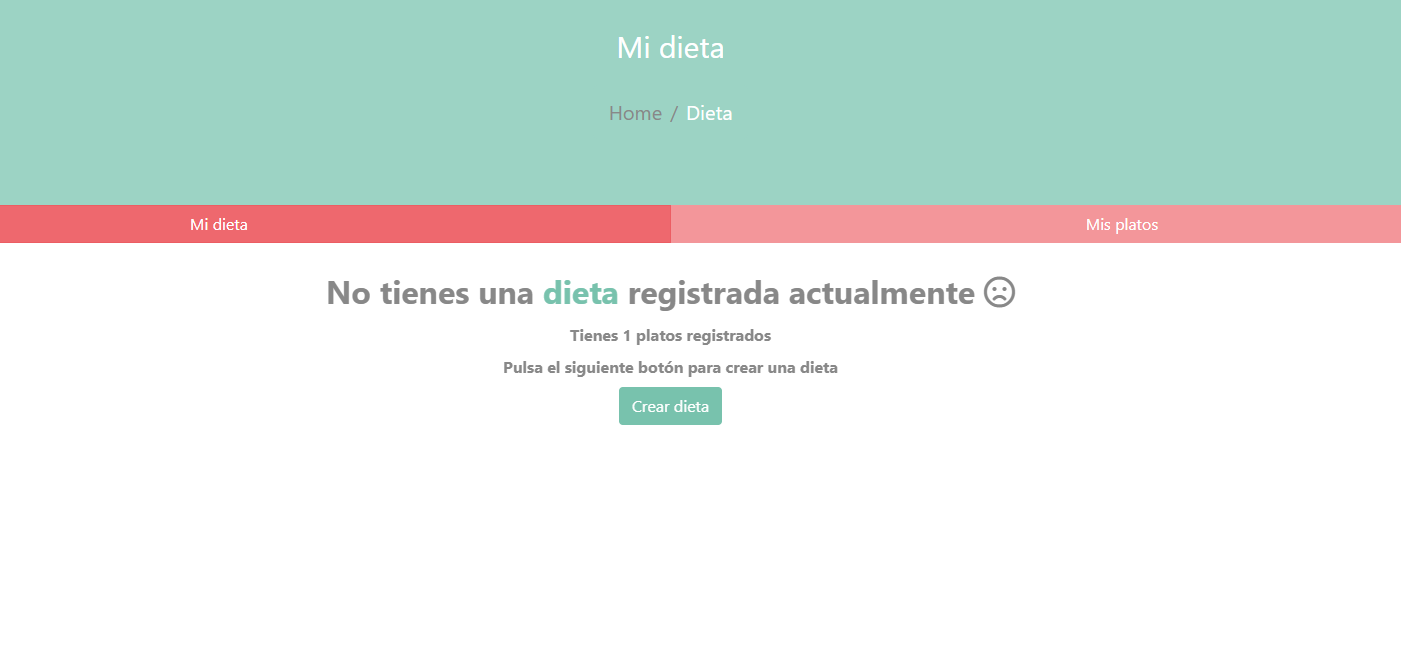 Mi dieta
Home / Dieta
Mi dieta
Mis platos
No tienes una dieta registrada actualmente
Tienes 1 platos registrados
Pulsa el siguiente botón para crear una dieta
Crear dieta